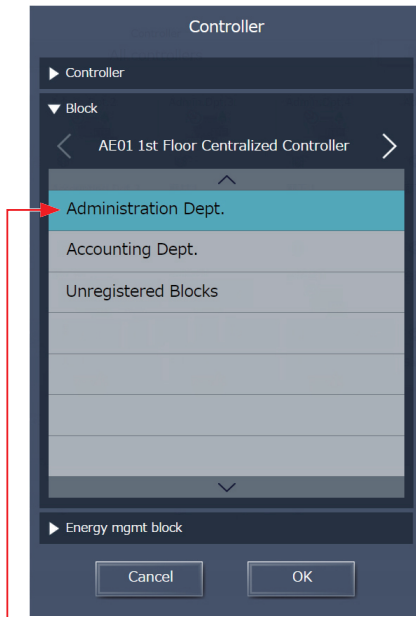 Controller
Controller
Block
AE01 1st Floor Centralized Controller
Administration Dept.
Accounting Dept.
Unregistered Blocks
Energy mgmt block
Cancel OK